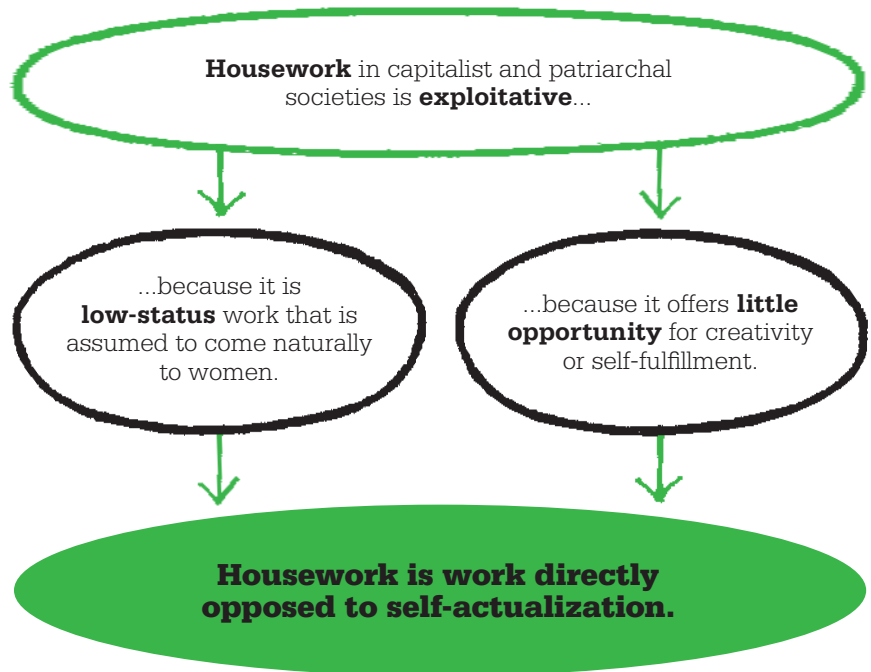 Housework in capitalist and patriarchal
societies is exploitative...
...because it is
low-status work that is
assumed to come naturally
to women.
...because it offers little
opportunity for creativity
or self-fulfillment.
Housework is work directly
opposed to self-actualization.